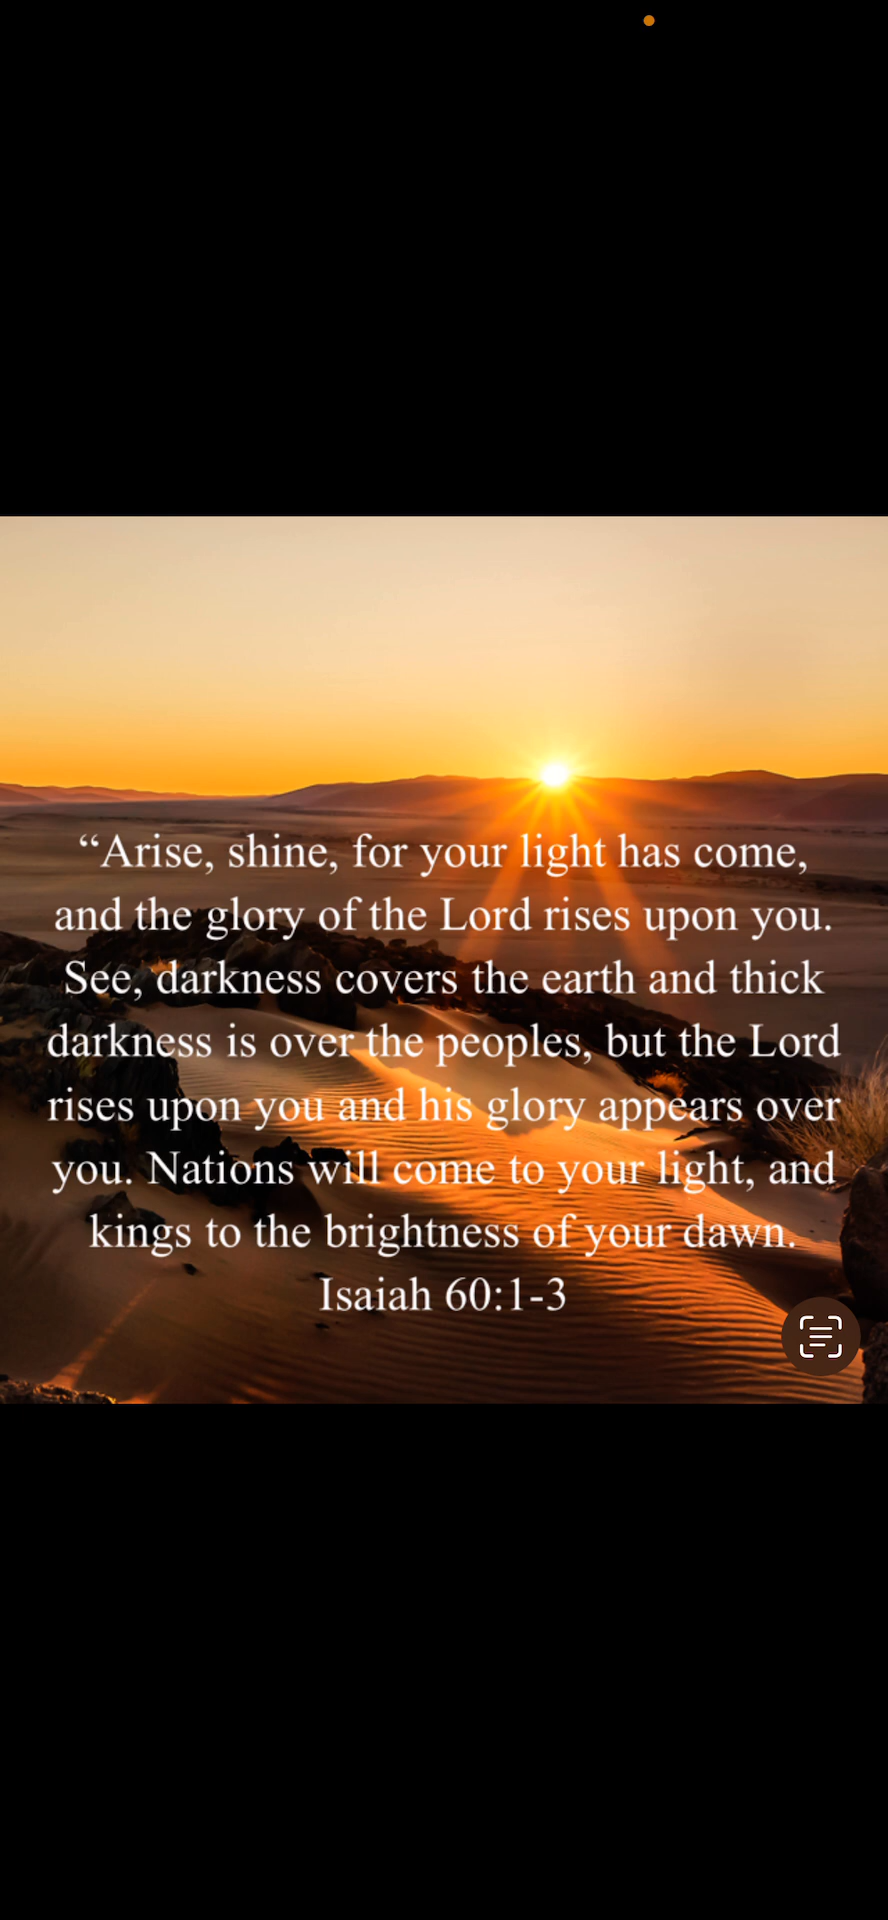 “Arise, shine, for your light has come,
and the glory of the Lord rises upon you.
See, darkness covers the earth and thick
darkness is over the peoples, but the Lord
rises upon you and his glory appears over
you. Nations will come to your light, and
kings to the brightness of your dawn.
Isaiah 60:1-3